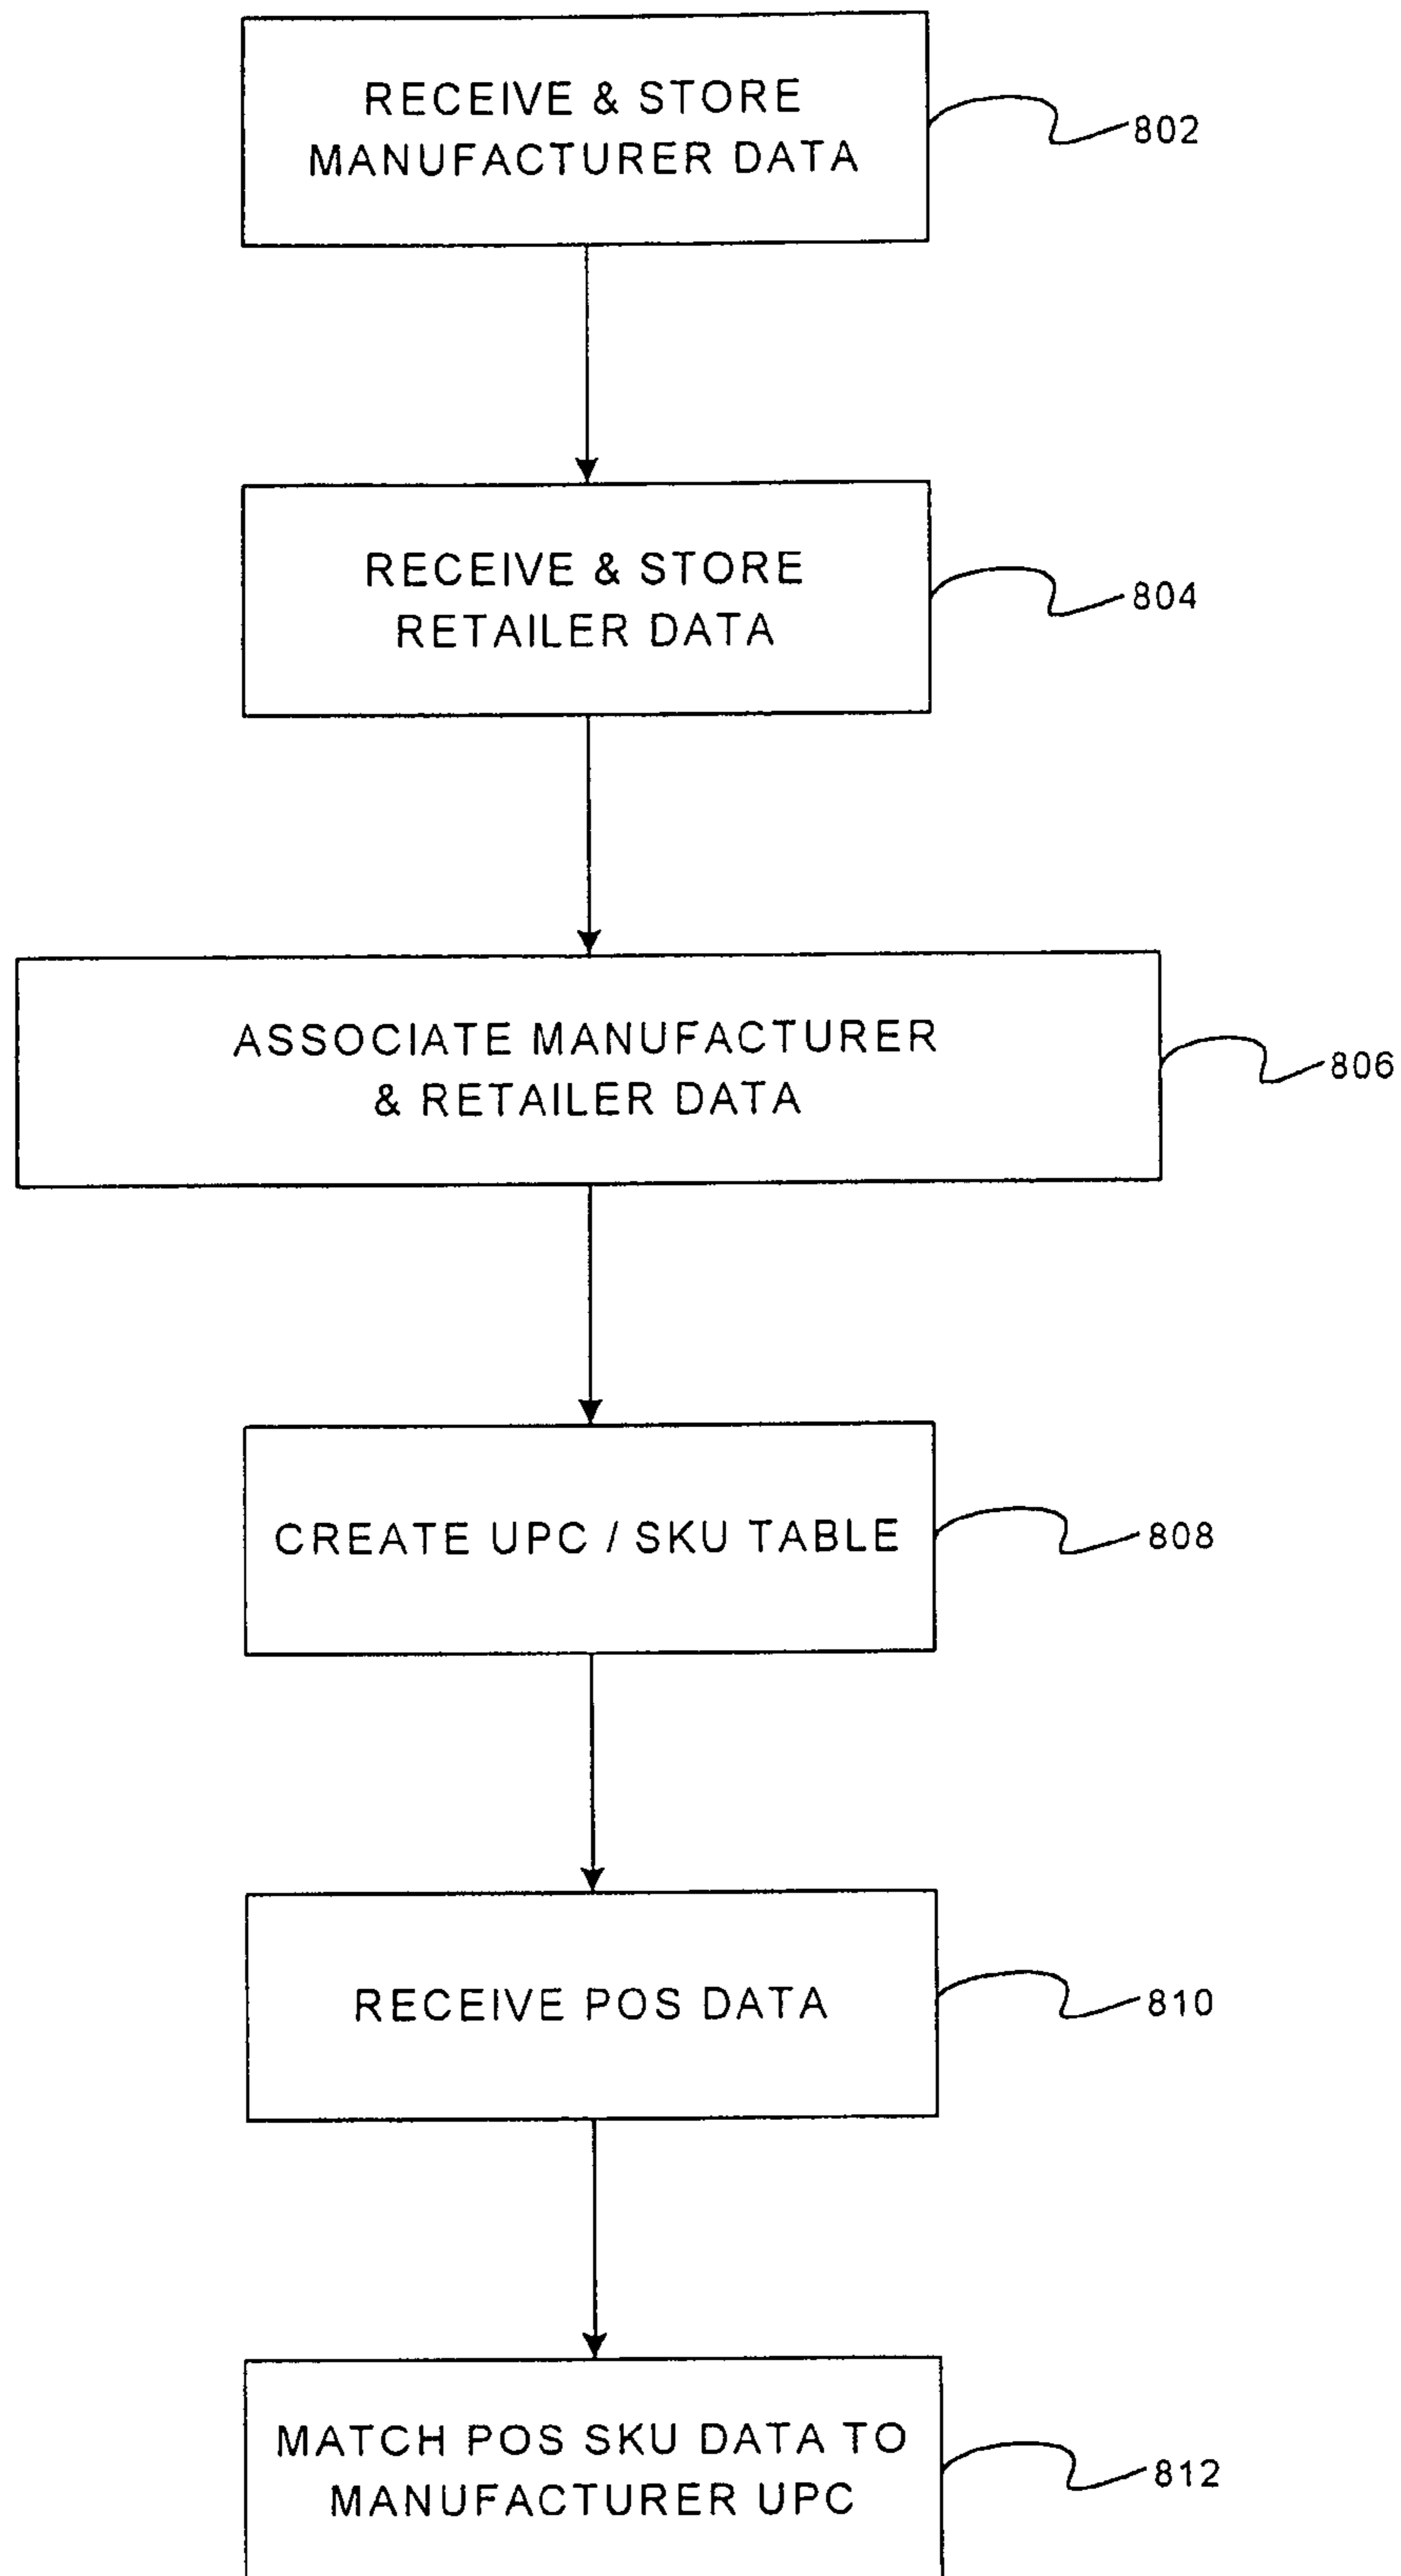 RECEIVE & STORE
MANUFACTURER DATA
802
RECEIVE & STORE
RETAILER DATA
804
ASSOCIATE MANUFACTURER
& RETAILER DATA
806
CREATE UPC / SKU TABLE
808
RECEIVE POS DATA
810
MATCH POS SKU DATA TO
MANUFACTURER UPC
812